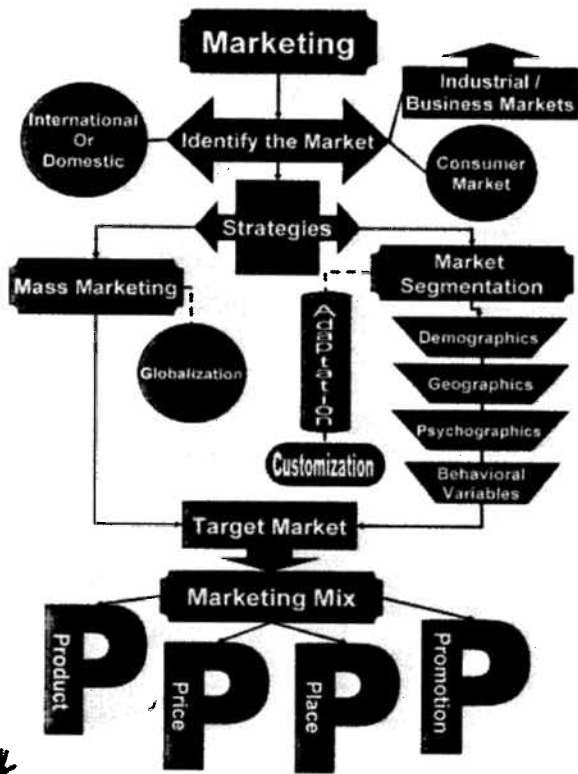 Marketing
Industrial /
Business Markets
International
Or
Domestic
Identify the Market
Consumer
Market
Strategies
Mass Marketing
Market
Segmentation
Globalization
Adaptation
Customization
Demographics
Geographics
Psychographics
Behavioral
Variables
Target Market
Marketing Mix
P
Product
P
Price
P
Place
P
Promotion